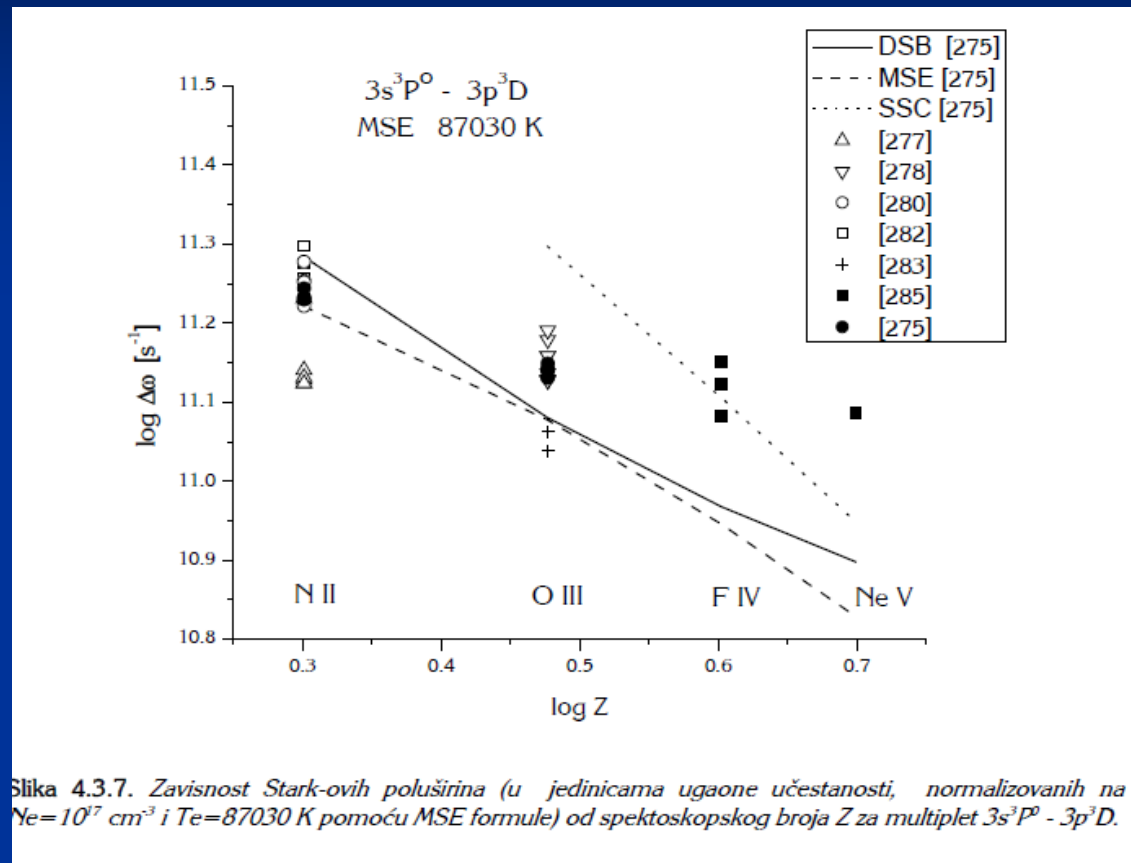 DSB [275]
MSE [275]
SSC [275]
[277]
[278]
[280]
[282]
[283]
[285]
[275]
3s³Pᴼ - 3p³D
MSE 87030 K
11.5
11.4
11.3
11.2
11.1
11.0
10.9
10.8
log Δω [s⁻¹]
N II
O III
F IV
Ne V
0.3
0.4
0.5
0.6
0.7
log Z
Slika 4.3.7. Zavisnost Stark-ovih poluširina (u jedinicama ugaone učestanosti, normalizovanih na
Ne=10¹⁷ cm⁻³ i Te=87030 K pomoću MSE formule) od spektoskopskog broja Z za multiplet 3s³P⁰ - 3p³D.